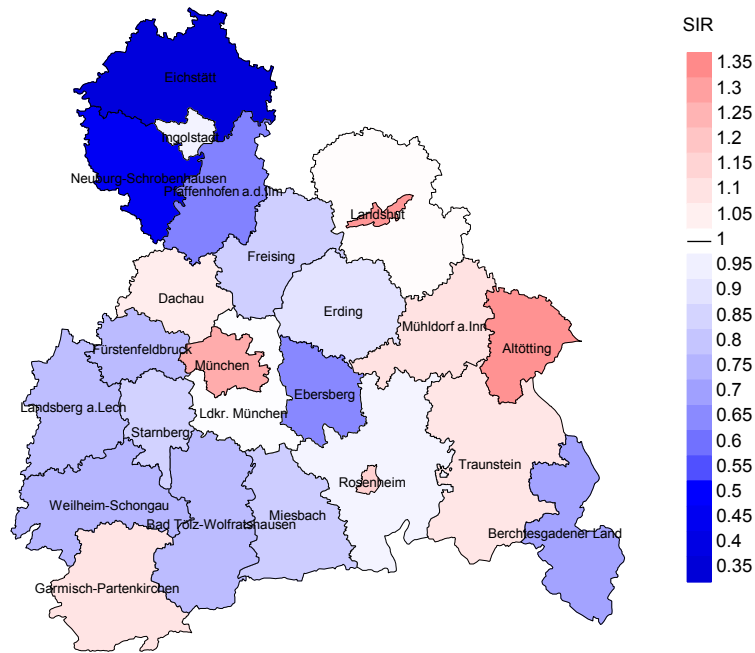 SIR
1.35
1.3
1.25
1.2
1.15
1.1
1.05
1
0.95
0.9
0.85
0.8
0.75
0.7
0.65
0.6
0.55
0.5
0.45
0.4
0.35
Eichstätt
Ingolstadt
Neuburg-Schrobenhausen
Pfaffenhofen a.d.Ilm
Landshut
Freising
Dachau
Erding
Mühldorf a.Inn
Altötting
Fürstenfeldbruck
München
Ebersberg
Landsberg a.Lech
Ldkr. München
Starnberg
Traunstein
Rosenheim
Weilheim-Schongau
Miesbach
Bad Tölz-Wolfratshausen
Berchtesgadener Land
Garmisch-Partenkirchen